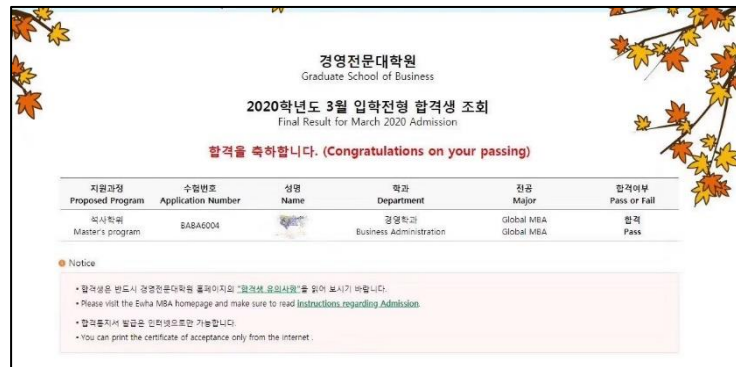 경영전문대학원
Graduate School of Business
2020학년도 3월 입학전형 합격생 조회
Final Result for March 2020 Admission
합격을 축하합니다. (Congratulations on your passing)
지원과정 수험번호 성명 학과 전공 합격여부
Proposed Program Application Number Name Department Major Pass or Fail
석사학위 경영학과 Global MBA 합격
Master's program BABA6004 Business Administration Global MBA Pass
Notice
• 합격생은 반드시 경영전문대학원 홈페이지의 "합격생 유의사항"을 읽어 보시기 바랍니다.
• Please visit the Ewha MBA homepage and make sure to read instructions regarding Admission.
• 합격통지서 발급은 인터넷으로만 가능합니다.
• You can print the certificate of acceptance only from the internet .